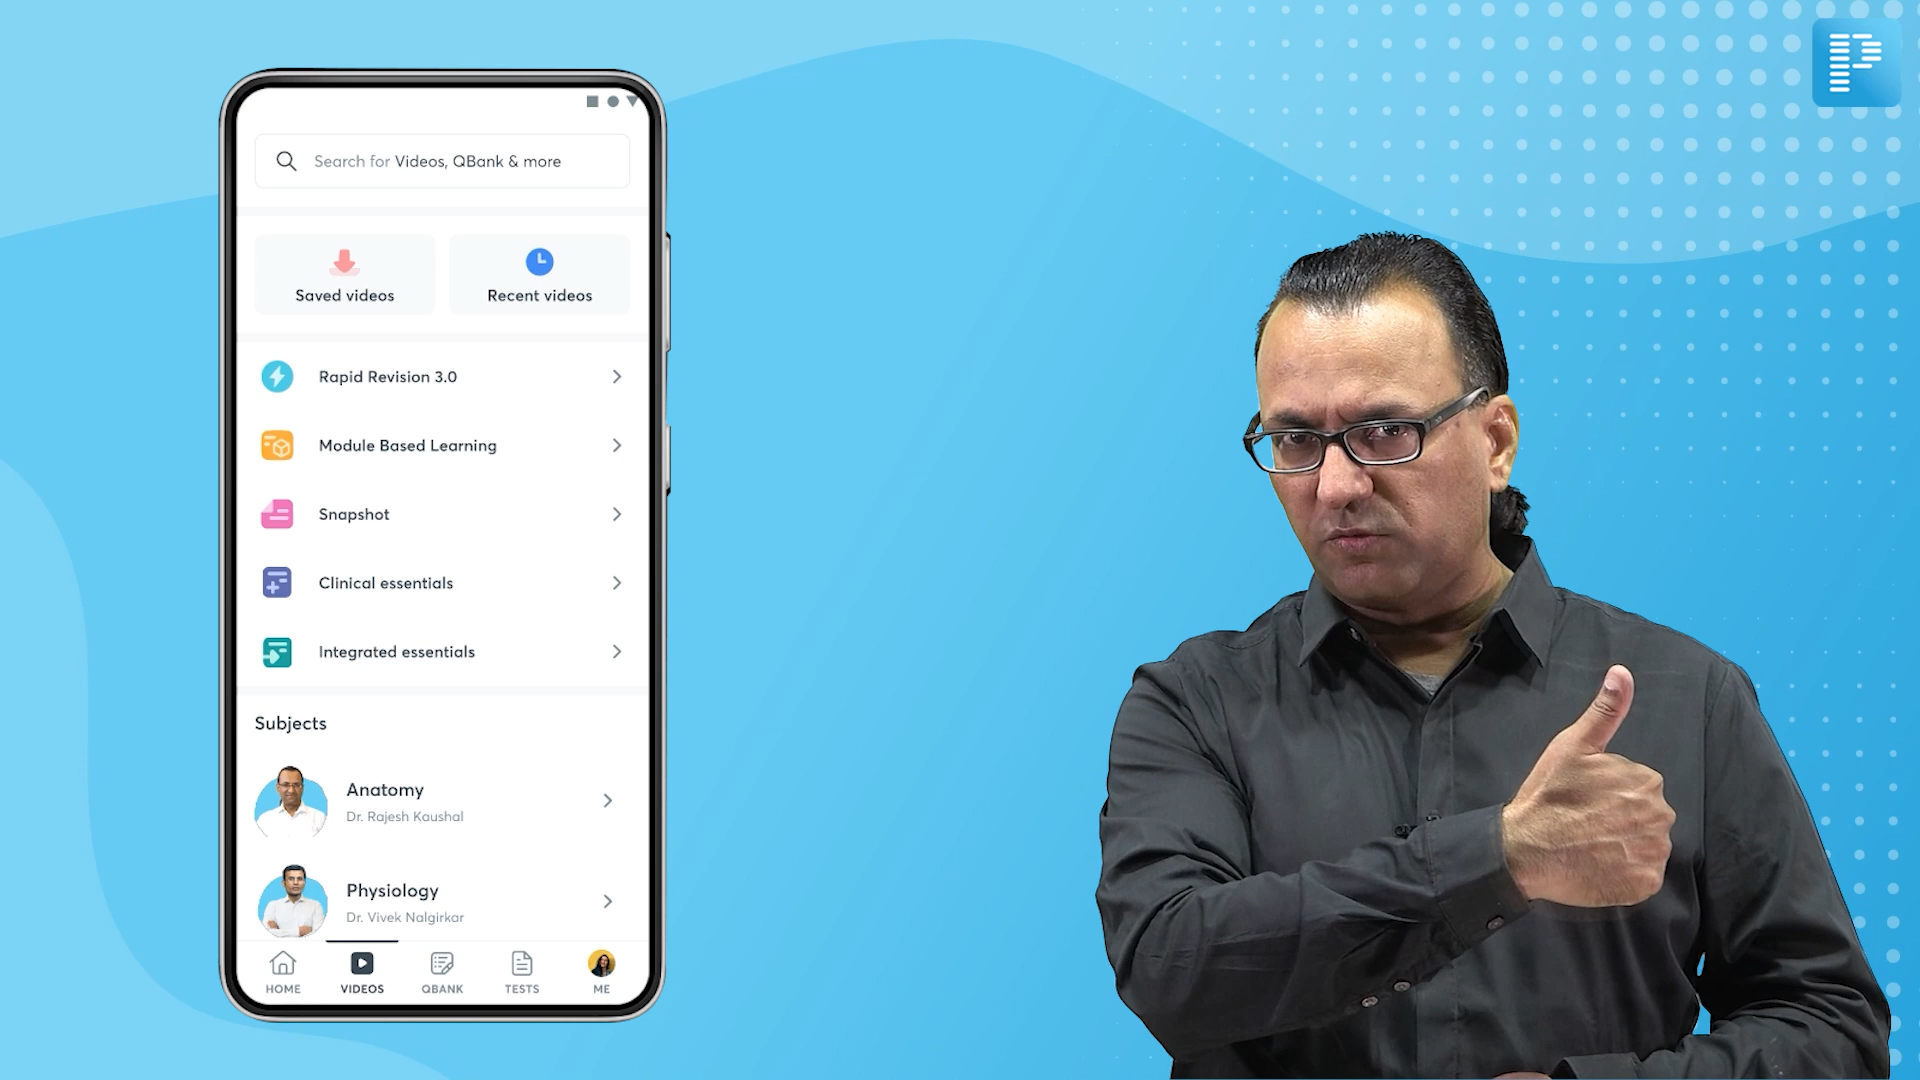 Search for Videos, QBank & more
Saved videos
Recent videos
Rapid Revision 3.0
Module Based Learning
Snapshot
Clinical essentials
Integrated essentials
Subjects
Anatomy
Dr. Rajesh Kaushal
Physiology
Dr. Vivek Nalgirkar
HOME
VIDEOS
QBANK
TESTS
ME
P